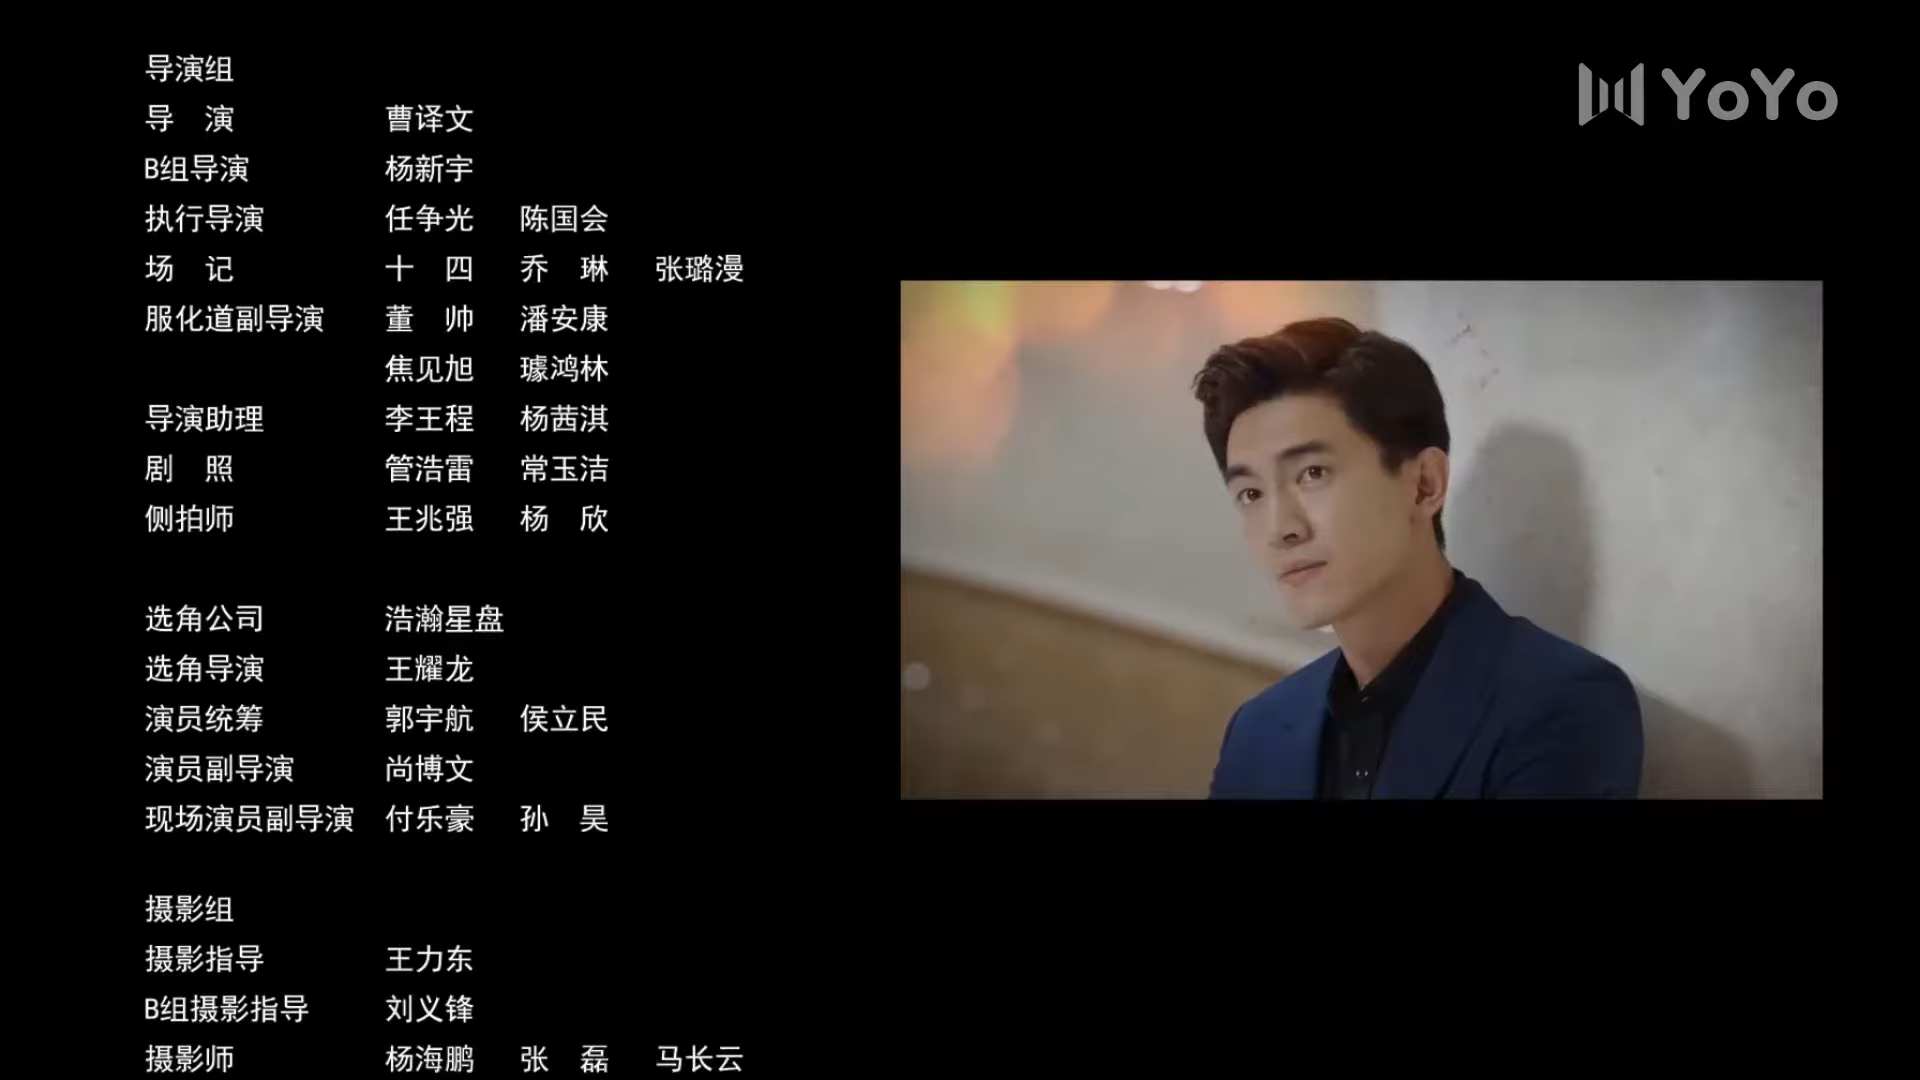 导演组
YoYo
导　演　曹译文
B组导演　杨新宇
执行导演　任争光　陈国会
场　记　十　四　乔　琳　张璐漫
服化道副导演　董　帅　潘安康
焦见旭　璩鸿林
导演助理　李王程　杨茜淇
剧　照　管浩雷　常玉洁
侧拍师　王兆强　杨　欣
选角公司　浩瀚星盘
选角导演　王耀龙
演员统筹　郭宇航　侯立民
演员副导演　尚博文
现场演员副导演　付乐豪　孙　昊
摄影组
摄影指导　王力东
B组摄影指导　刘义锋
摄影师　杨海鹏　张　磊　马长云